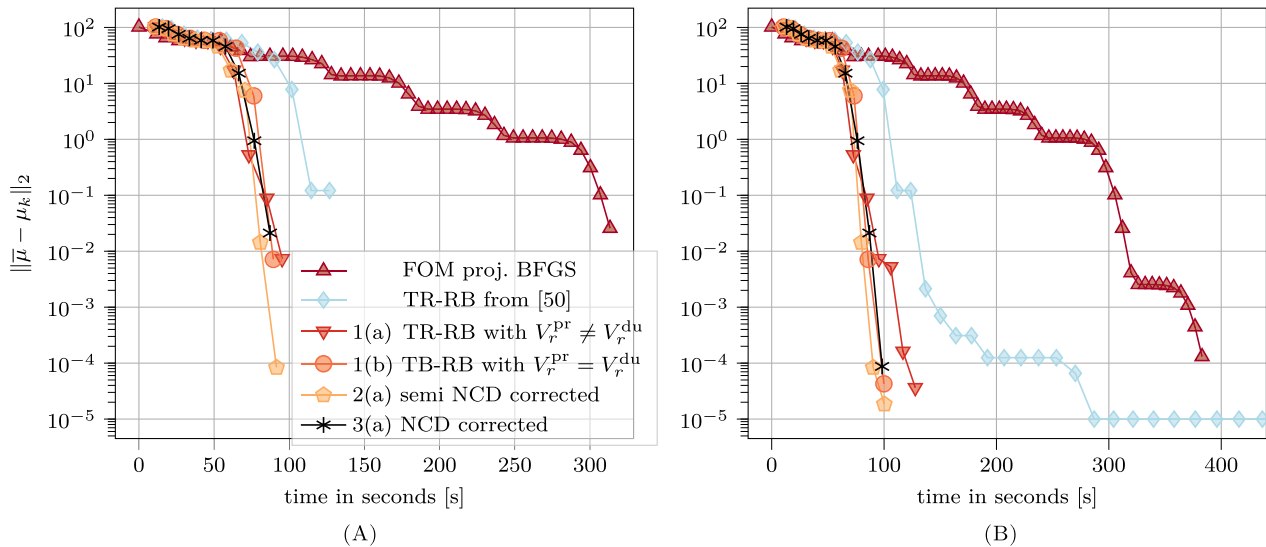 10^2
10^1
10^0
10^{-1}
10^{-2}
10^{-3}
10^{-4}
10^{-5}
‖μ̅ − μ_k‖_2
FOM proj. BFGS
TR-RB from [50]
1(a) TR-RB with V_r^{pr} ≠ V_r^{du}
1(b) TB-RB with V_r^{pr} = V_r^{du}
2(a) semi NCD corrected
3(a) NCD corrected
0 50 100 150 200 250 300
time in seconds [s]
(A)
10^2
10^1
10^0
10^{-1}
10^{-2}
10^{-3}
10^{-4}
10^{-5}
0 100 200 300 400
time in seconds [s]
(B)